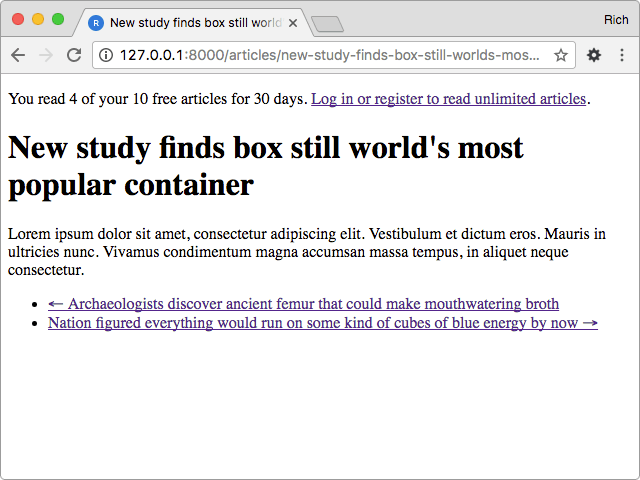 New study finds box still world
Rich
127.0.0.1:8000/articles/new-study-finds-box-still-worlds-mos...
You read 4 of your 10 free articles for 30 days. Log in or register to read unlimited articles.
New study finds box still world's most
popular container
Lorem ipsum dolor sit amet, consectetur adipiscing elit. Vestibulum et dictum eros. Mauris in
ultricies nunc. Vivamus condimentum magna accumsan massa tempus, in aliquet neque
consectetur.
• ← Archaeologists discover ancient femur that could make mouthwatering broth
• Nation figured everything would run on some kind of cubes of blue energy by now →